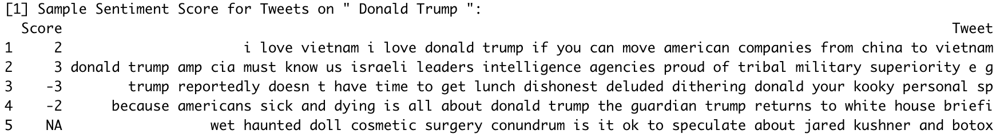 [1] Sample Sentiment Score for Tweets on " Donald Trump ":
Score Tweet
1 2 i love vietnam i love donald trump if you can move american companies from china to vietnam
2 3 donald trump amp cia must know us israeli leaders intelligence agencies proud of tribal military superiority e g
3 -3 trump reportedly doesn t have time to get lunch dishonest deluded dithering donald your kooky personal sp
4 -2 because americans sick and dying is all about donald trump the guardian trump returns to white house briefi
5 NA wet haunted doll cosmetic surgery conundrum is it ok to speculate about jared kushner and botox